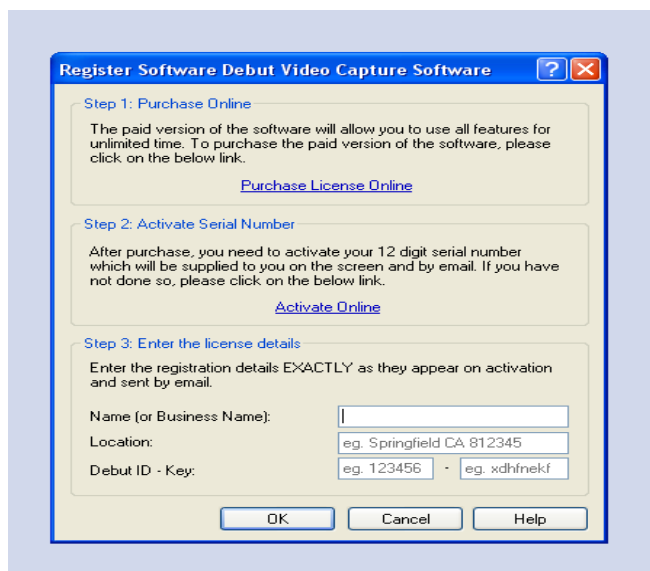 Register Software Debut Video Capture Software
Step 1: Purchase Online
The paid version of the software will allow you to use all features for
unlimited time. To purchase the paid version of the software, please
click on the below link.
Purchase License Online
Step 2: Activate Serial Number
After purchase, you need to activate your 12 digit serial number
which will be supplied to you on the screen and by email. If you have
not done so, please click on the below link.
Activate Online
Step 3: Enter the license details
Enter the registration details EXACTLY as they appear on activation
and sent by email.
Name (or Business Name):
Location: eg. Springfield CA 812345
Debut ID - Key: eg. 123456 - eg. xdhfnekf
OK Cancel Help